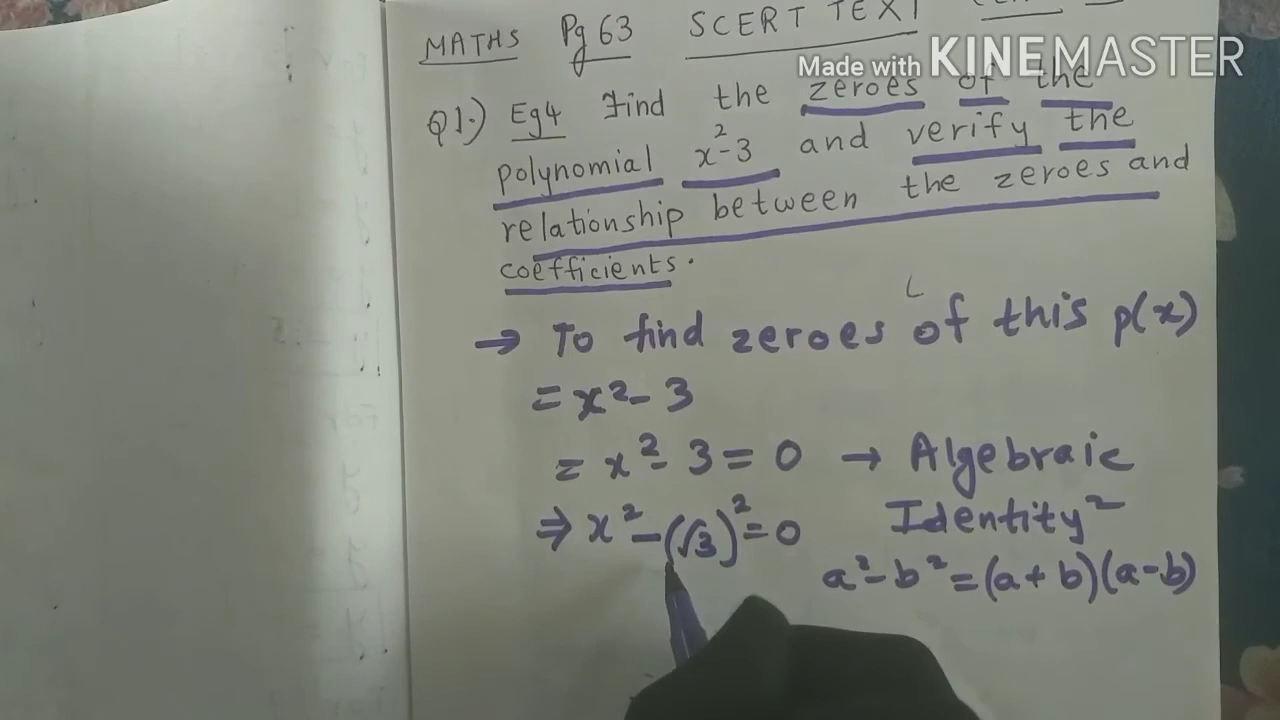 MATHS Pg 63 SCERT TEXT
Made with KINEMASTER
Q1.) Eg4 Find the zeroes of the
polynomial x²-3 and verify the
relationship between the zeroes and
coefficients.
→ To find zeroes of this p(x)
= x² - 3
= x² - 3 = 0 → Algebraic
⇒ x² - (√3)² = 0 Identity
a² - b² = (a + b)(a - b)